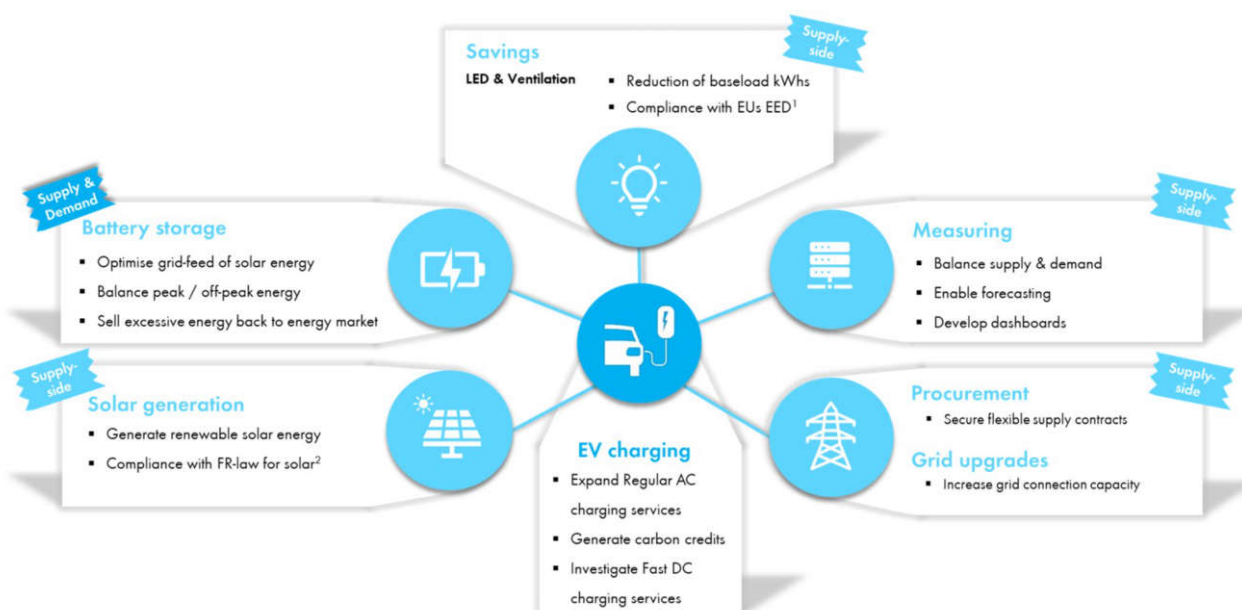 Savings
Supply-
side
LED & Ventilation
▪ Reduction of baseload kWhs
▪ Compliance with EUs EED¹
Supply &
Demand
Battery storage
▪ Optimise grid-feed of solar energy
▪ Balance peak / off-peak energy
▪ Sell excessive energy back to energy market
Supply-
side
Measuring
▪ Balance supply & demand
▪ Enable forecasting
▪ Develop dashboards
Supply-
side
Solar generation
▪ Generate renewable solar energy
▪ Compliance with FR-law for solar²
EV charging
▪ Expand Regular AC
charging services
▪ Generate carbon credits
▪ Investigate Fast DC
charging services
Supply-
side
Procurement
▪ Secure flexible supply contracts
Grid upgrades
▪ Increase grid connection capacity